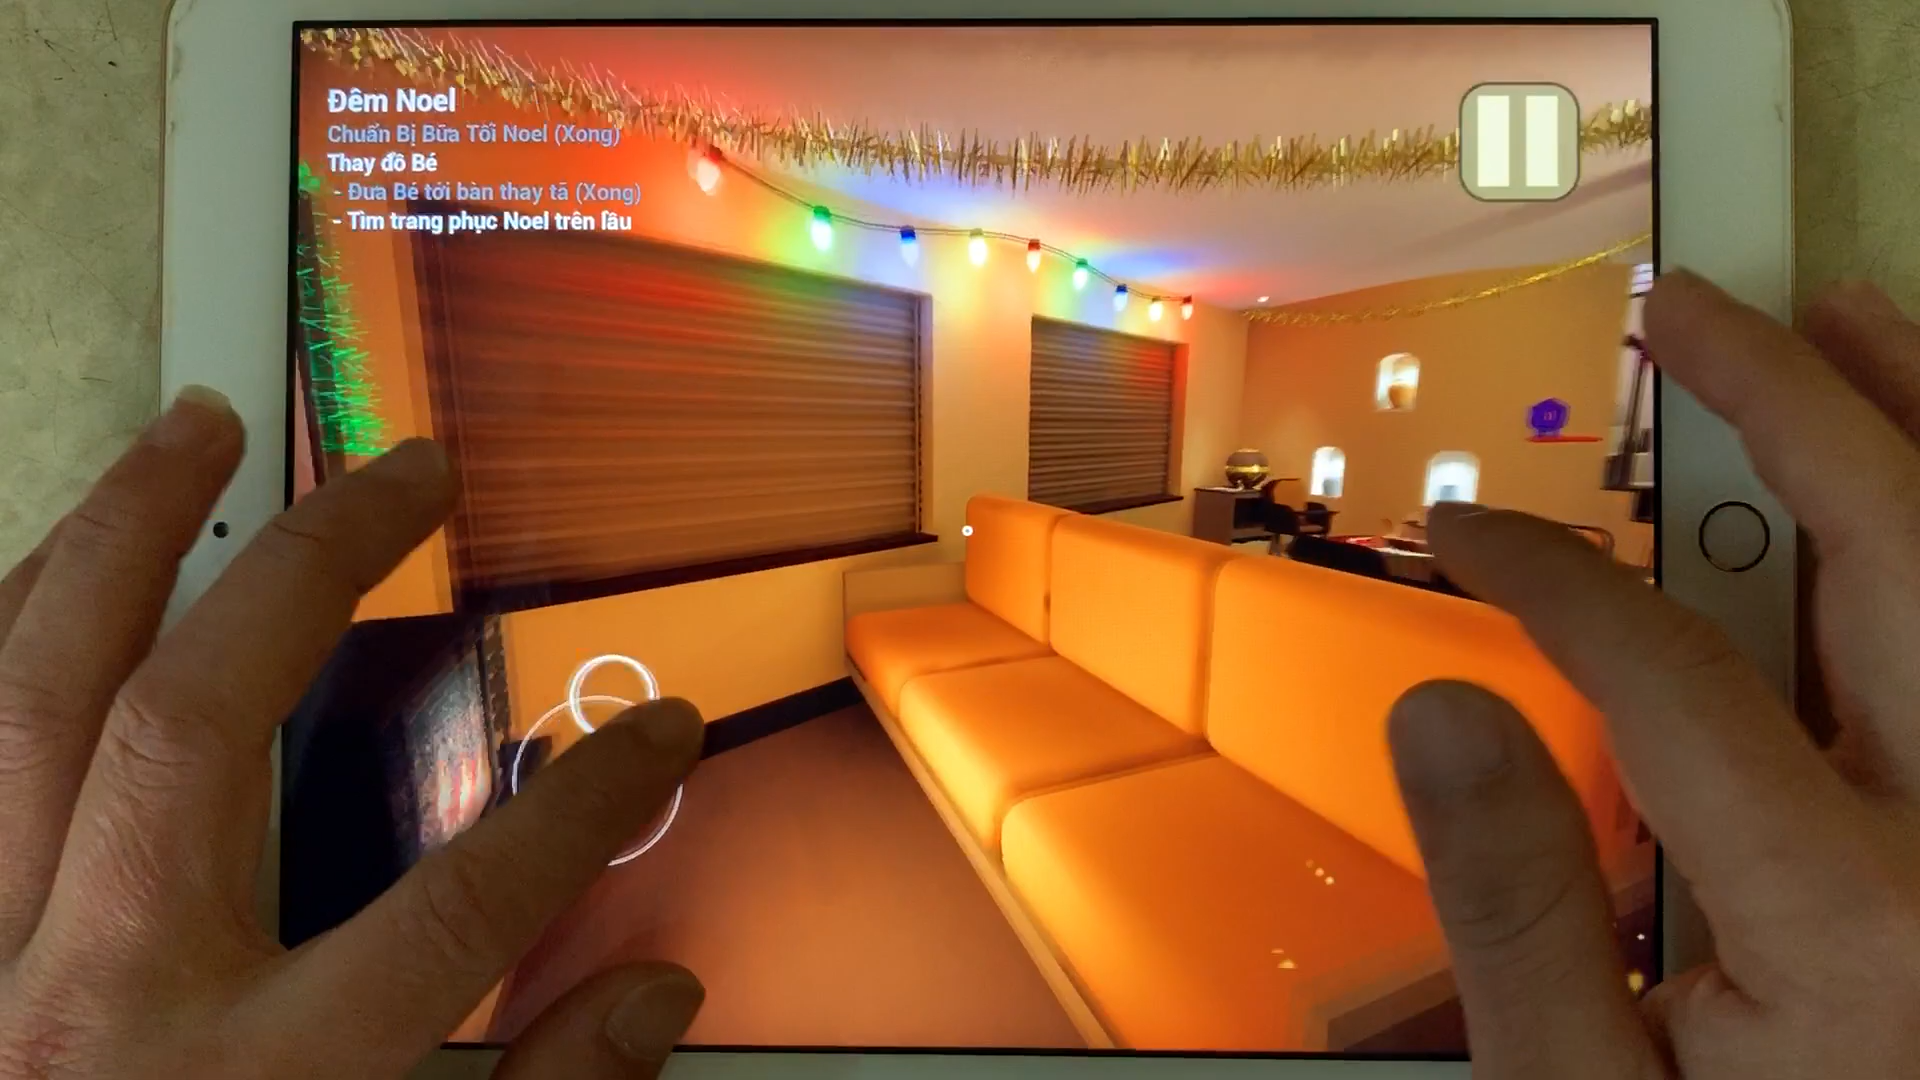 Đêm Noel
Chuẩn Bị Bữa Tối Noel (Xong)
Thay đồ Bé
- Đưa Bé tới bàn thay tã (Xong)
- Tìm trang phục Noel trên lầu